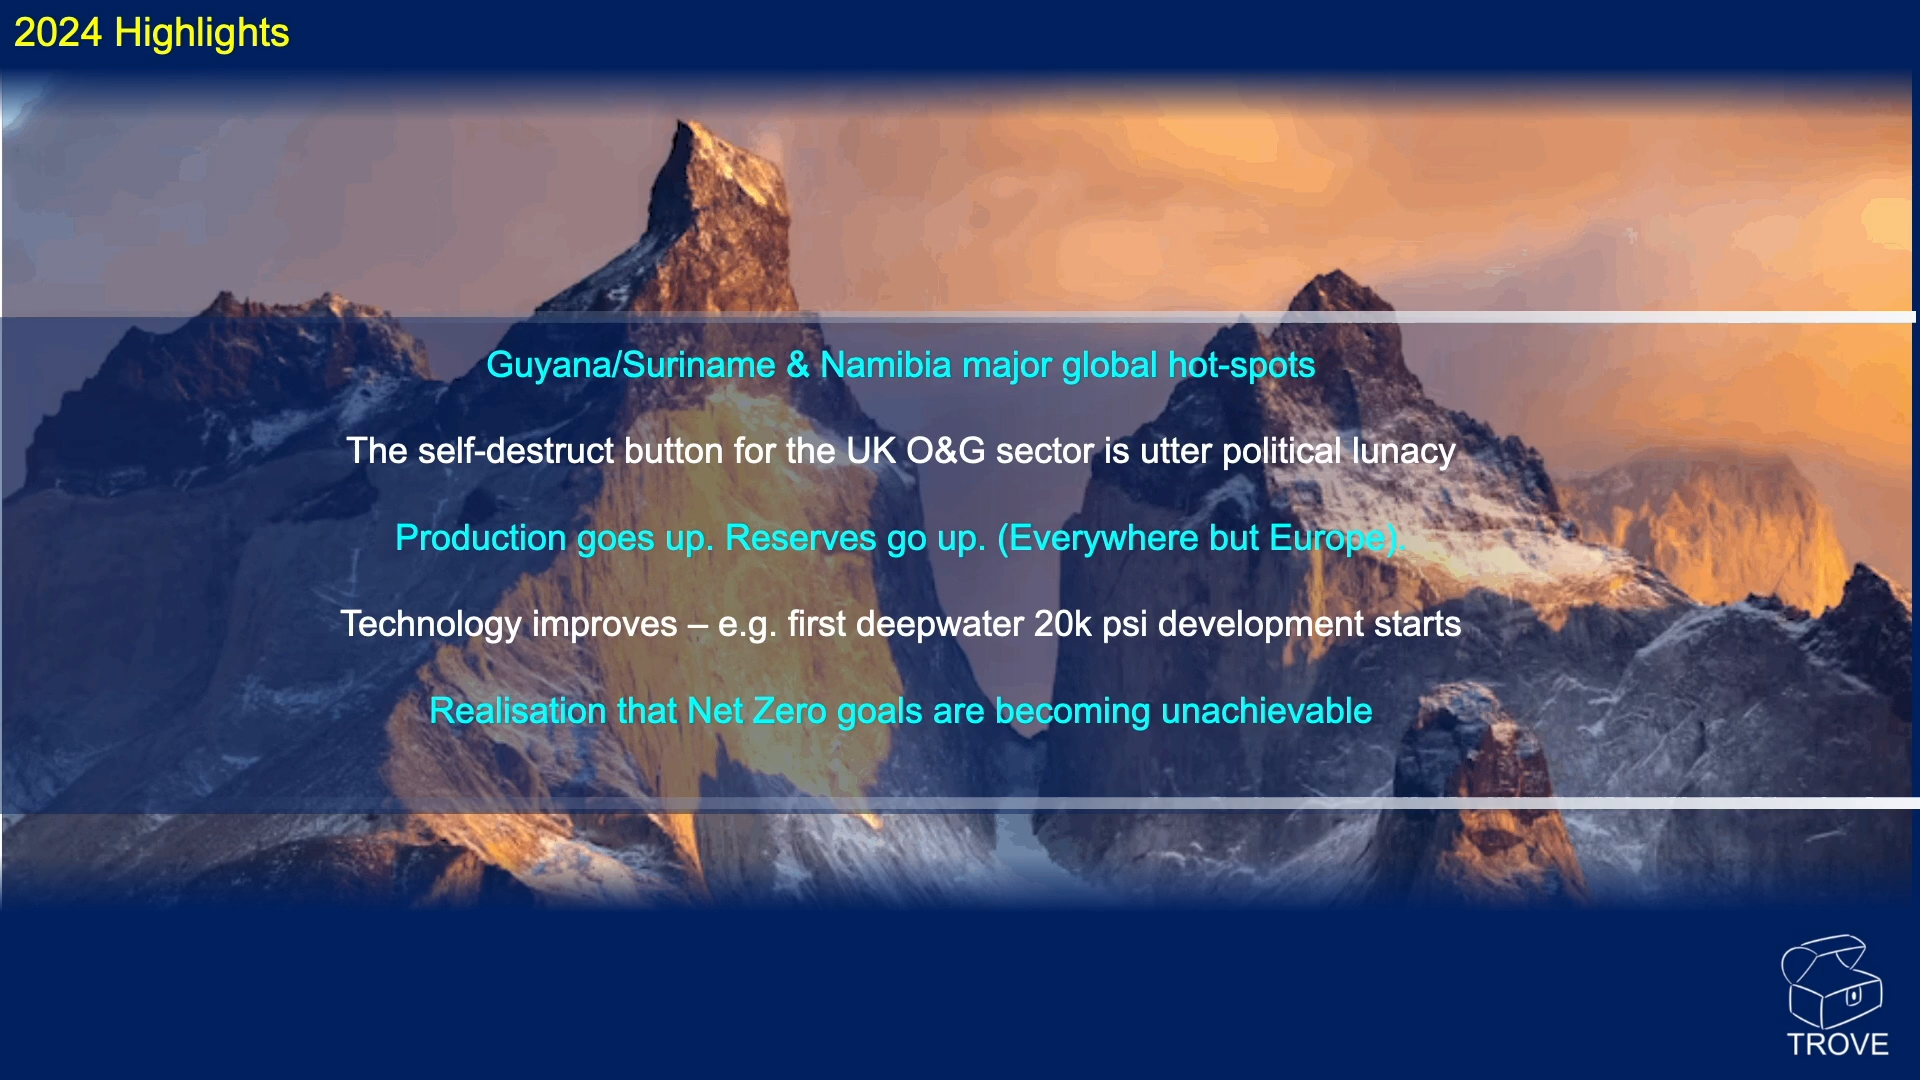 2024 Highlights
Guyana/Suriname & Namibia major global hot-spots
The self-destruct button for the UK O&G sector is utter political lunacy
Production goes up. Reserves go up. (Everywhere but Europe).
Technology improves – e.g. first deepwater 20k psi development starts
Realisation that Net Zero goals are becoming unachievable
TROVE